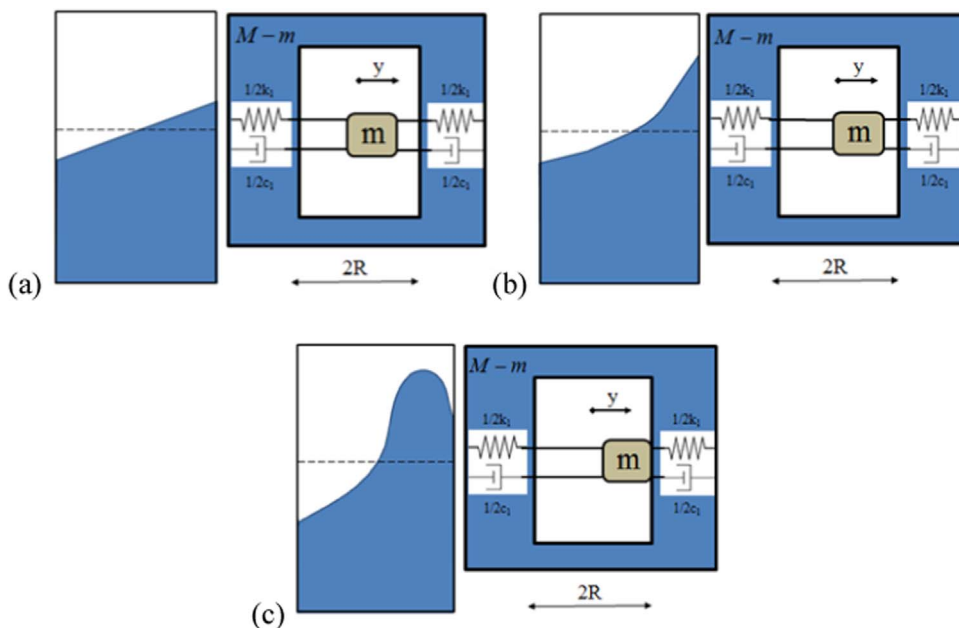 M – m
y
1/2k₁ 1/2k₁
m
1/2c₁ 1/2c₁
2R
(a)
M – m
y
1/2k₁ 1/2k₁
m
1/2c₁ 1/2c₁
2R
(b)
M – m
y
1/2k₁ 1/2k₁
m
1/2c₁ 1/2c₁
2R
(c)